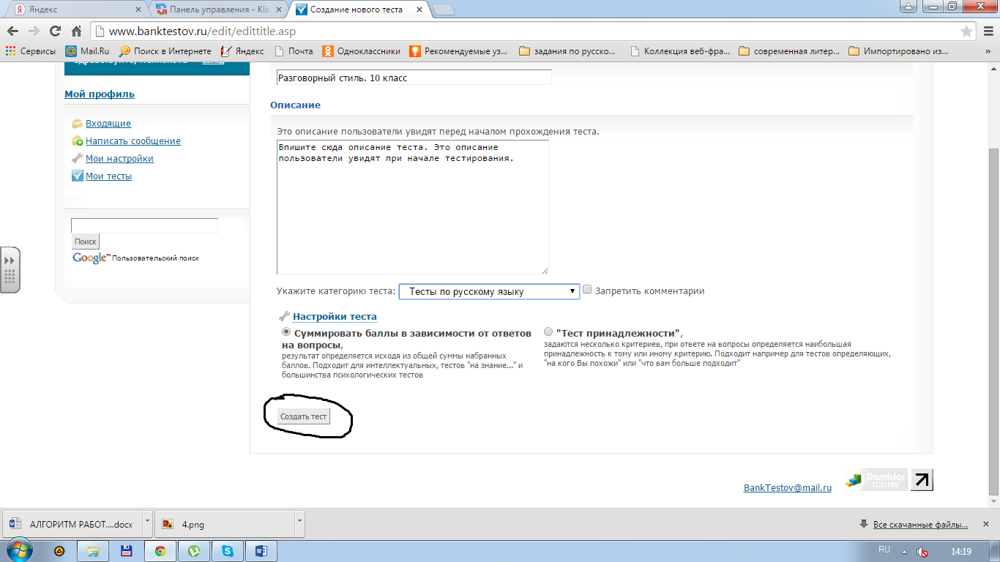 Яндекс
Панель управления - Kla
Создание нового теста
www.banktestov.ru/edit/edittitle.asp
Сервисы
Mail.Ru
Поиск в Интернете
Яндекс
Почта
Одноклассники
Рекомендуемые уз...
задания по русско...
Коллекция веб-фра...
современная литер...
Импортировано из...
»
Разговорный стиль. 10 класс
Мой профиль
Входящие
Написать сообщение
Мои настройки
Мои тесты
Поиск
Google™ Пользовательский поиск
Описание
Это описание пользователи увидят перед началом прохождения теста.
Впишите сюда описание теста. Это описание
пользователи увидят при начале тестирования.
Укажите категорию теста: Тесты по русскому языку Запретить комментарии
Настройки теста
Суммировать баллы в зависимости от ответов
на вопросы,
результат определяется исходя из общей суммы набранных
баллов. Подходит для интеллектуальных, тестов "на знание..." и
большинства психологических тестов
"Тест принадлежности",
задаются несколько критериев, при ответе на вопросы определяется наибольшая
принадлежность к тому или иному критерию. Подходит например для тестов определяющих,
"на кого Вы похожи" или "что вам больше подходит"
Создать тест
BankTestov@mail.ru
Rambler
ТОП100
АЛГОРИТМ РАБОТ....docx
4.png
Все скачанные файлы...
RU
14:19